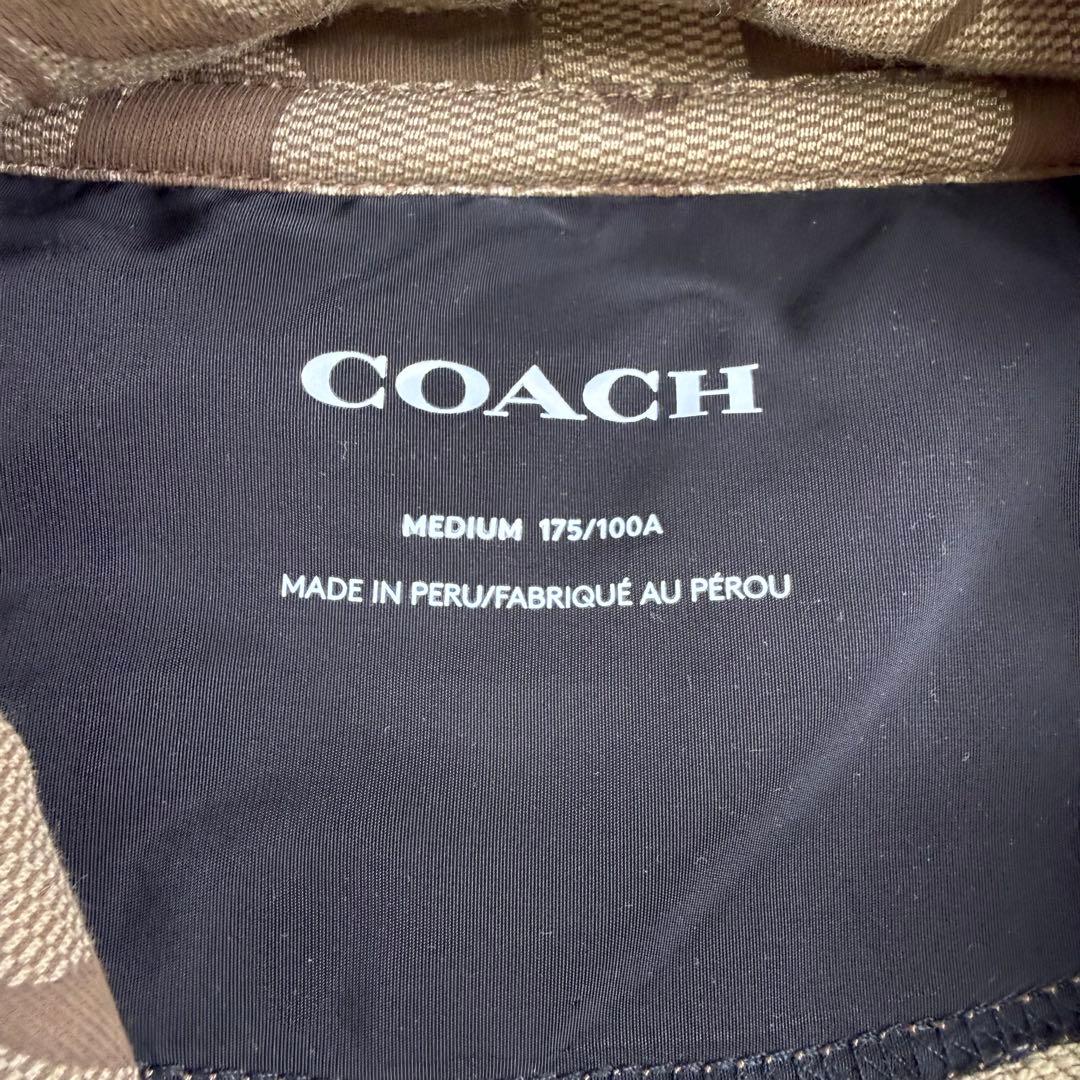 COACH
MEDIUM 175/100A
MADE IN PERU/FABRIQUÉ AU PÉROU